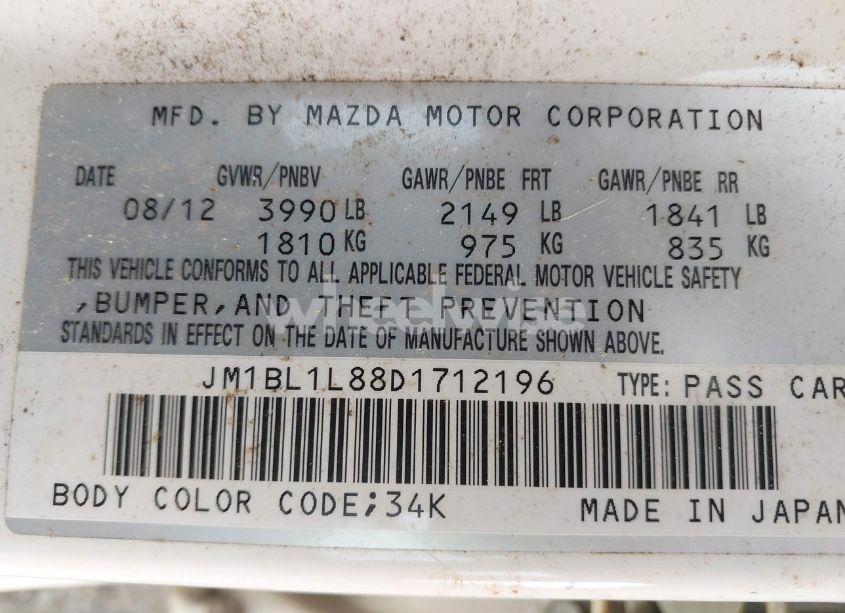 MFD. BY MAZDA MOTOR CORPORATION
DATE GVWR/PNBV GAWR/PNBE FRT GAWR/PNBE RR
08/12 3990 LB 2149 LB 1841 LB
1810 KG 975 KG 835 KG
THIS VEHICLE CONFORMS TO ALL APPLICABLE FEDERAL MOTOR VEHICLE SAFETY
,BUMPER,AND THEFT PREVENTION
wheelwise
STANDARDS IN EFFECT ON THE DATE OF MANUFACTURE SHOWN ABOVE.
JM1BL1L88D1712196 TYPE: PASS CAR
BODY COLOR CODE;34K MADE IN JAPAN